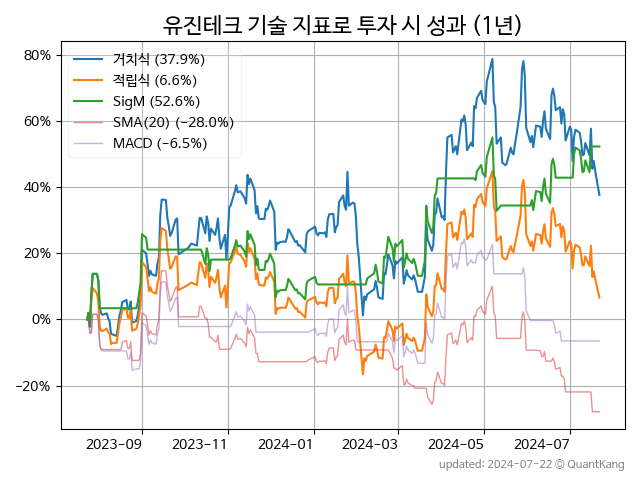 유진테크 기술 지표로 투자 시 성과 (1년)
80%
60%
40%
20%
0%
−20%
거치식 (37.9%)
적립식 (6.6%)
SigM (52.6%)
SMA(20) (−28.0%)
MACD (−6.5%)
2023-09
2023-11
2024-01
2024-03
2024-05
2024-07
updated: 2024-07-22 © QuantKang